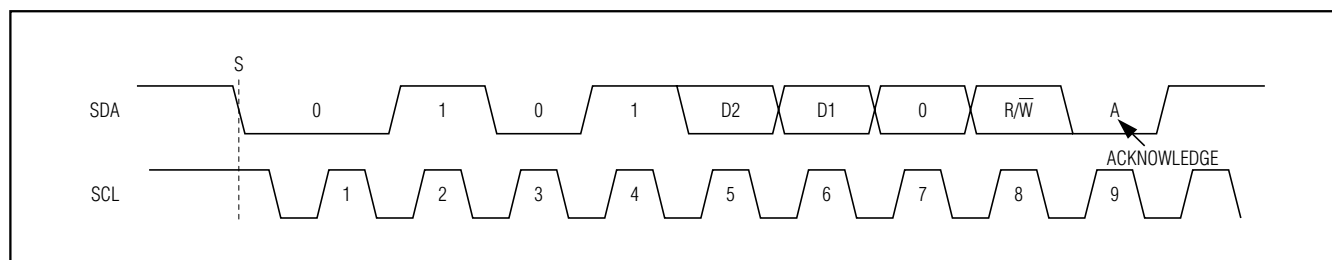 S
SDA 0 1 0 1 D2 D1 0 R/W̅ A
ACKNOWLEDGE
SCL 1 2 3 4 5 6 7 8 9